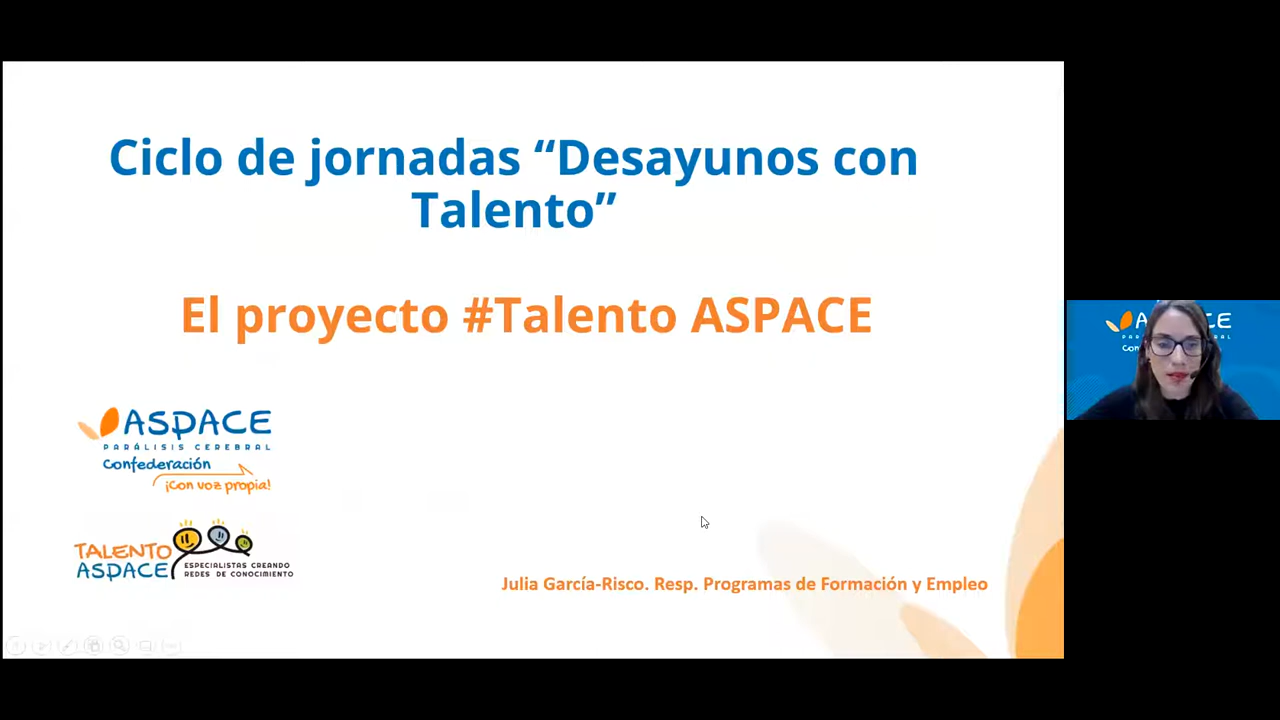 Ciclo de jornadas “Desayunos con
Talento”
El proyecto #Talento ASPACE
ASPACE
PARÁLISIS CEREBRAL
Confederación
¡Con voz propia!
TALENTO
ASPACE
ESPECIALISTAS CREANDO
REDES DE CONOCIMIENTO
Julia García-Risco. Resp. Programas de Formación y Empleo